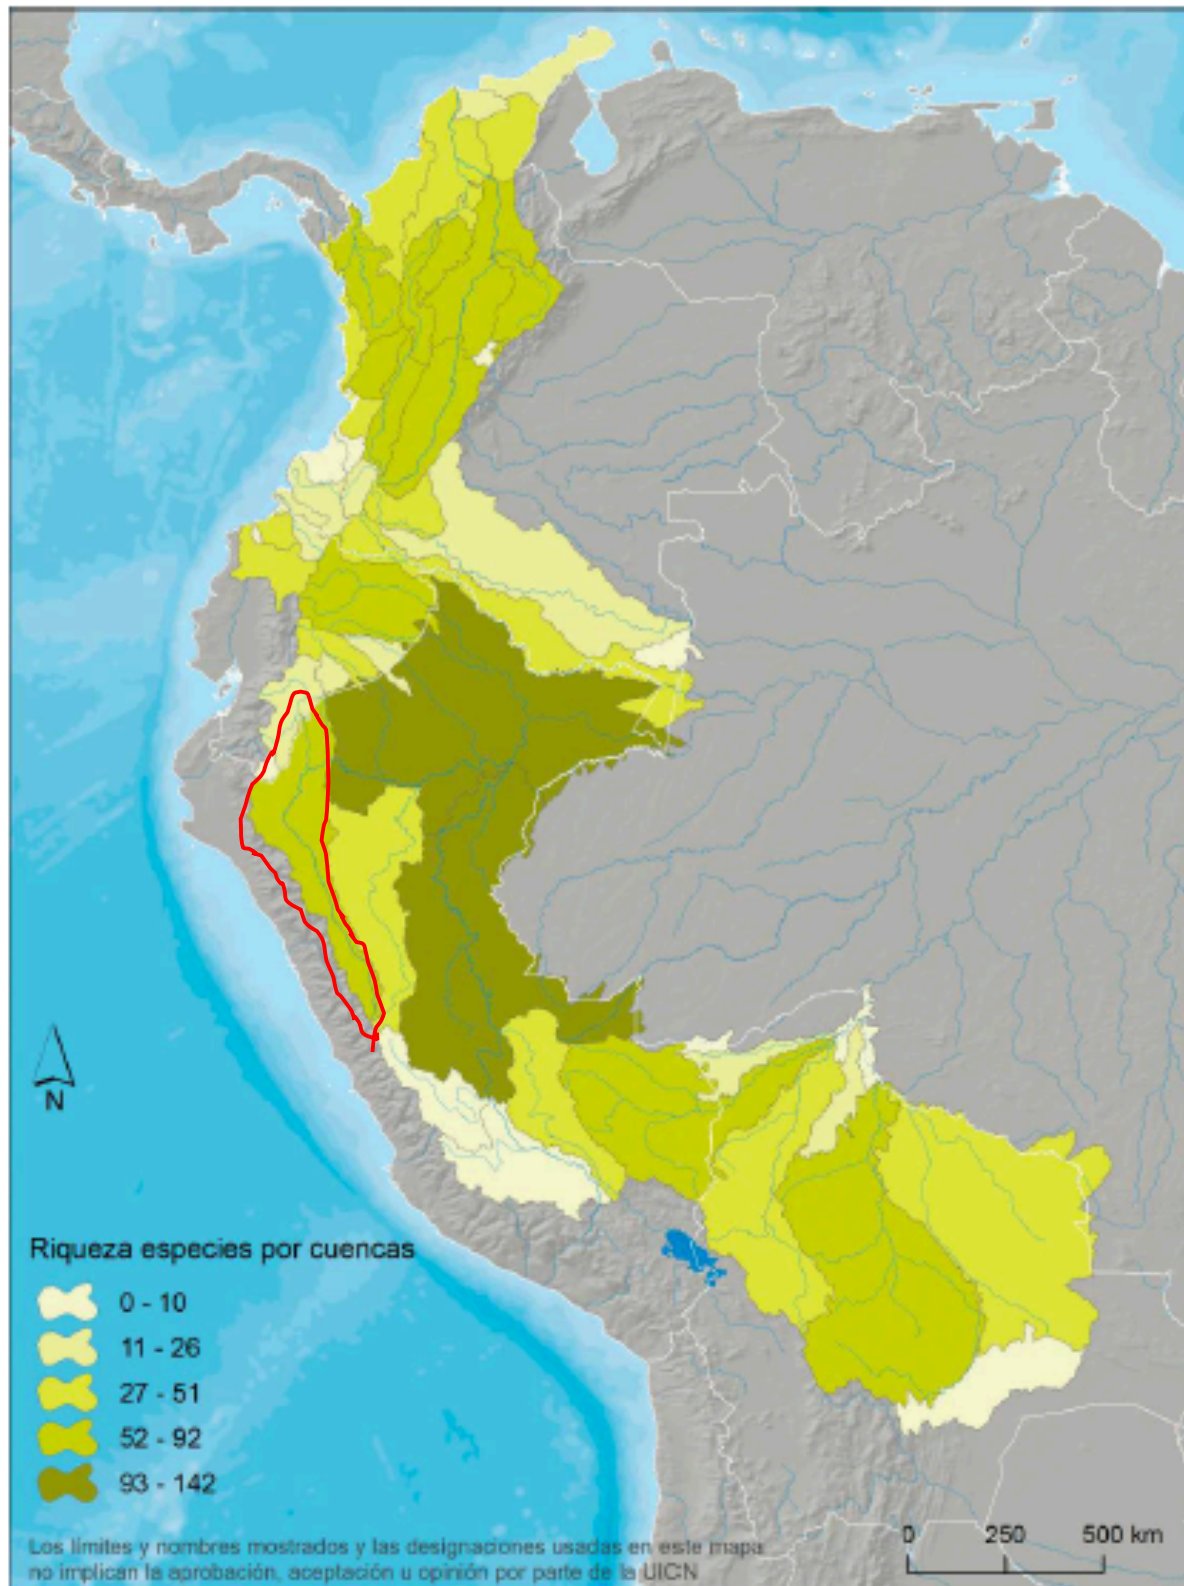 N
Riqueza especies por cuencas
0 - 10
11 - 26
27 - 51
52 - 92
93 - 142
0 250 500 km
Los límites y nombres mostrados y las designaciones usadas en este mapa
no implican la aprobación, aceptación u opinión por parte de la UICN